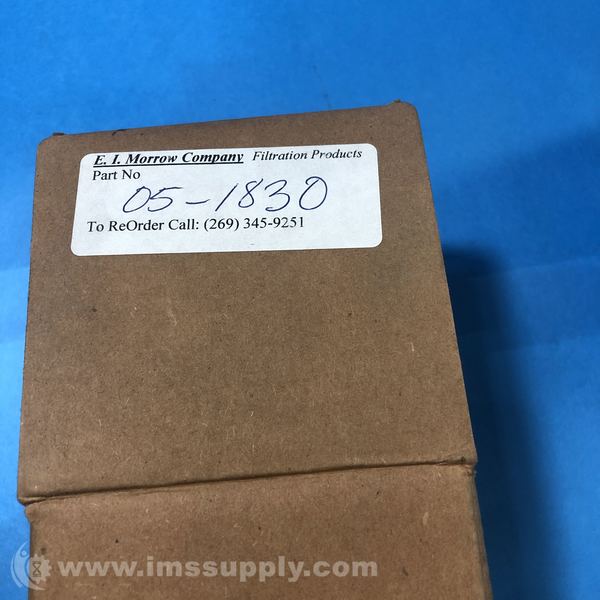 E. I. Morrow Company Filtration Products
Part No
05-1830
To ReOrder Call: (269) 345-9251
www.imssupply.com